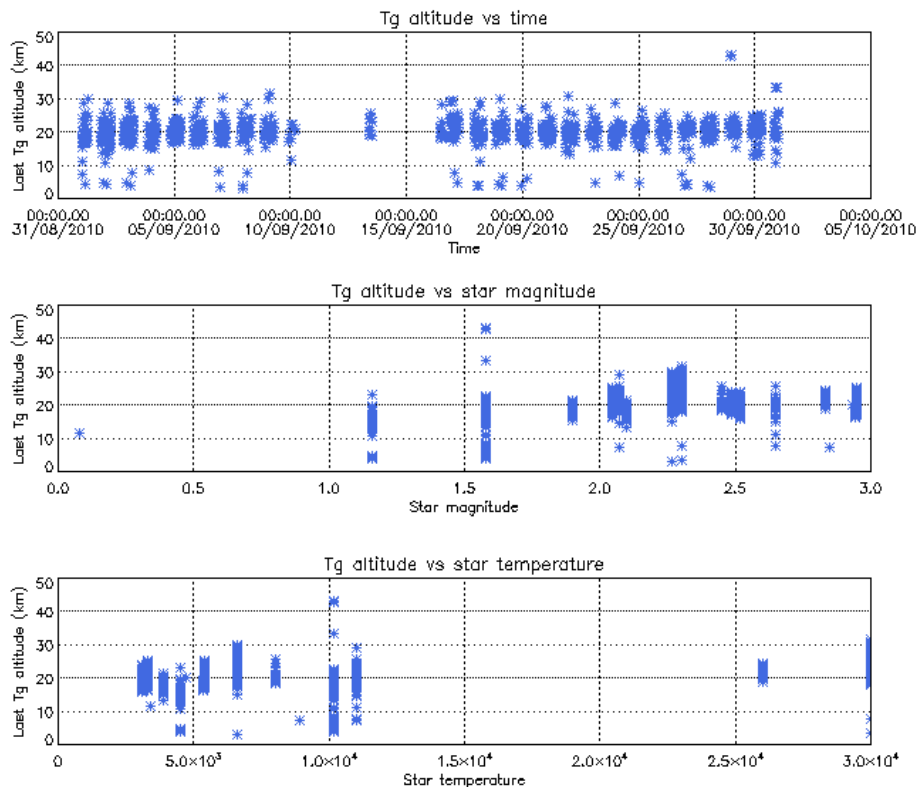 Tg altitude vs time
50
40
30
20
10
0
Last Tg altitude (km)
00:00.00 00:00.00 00:00.00 00:00.00 00:00.00 00:00.00 00:00.00 00:00.00
31/08/2010 05/09/2010 10/09/2010 15/09/2010 20/09/2010 25/09/2010 30/09/2010 05/10/2010
Time
Tg altitude vs star magnitude
50
40
30
20
10
0
Last Tg altitude (km)
0.0 0.5 1.0 1.5 2.0 2.5 3.0
Star magnitude
Tg altitude vs star temperature
50
40
30
20
10
0
Last Tg altitude (km)
0 5.0×10³ 1.0×10⁴ 1.5×10⁴ 2.0×10⁴ 2.5×10⁴ 3.0×10⁴
Star temperature